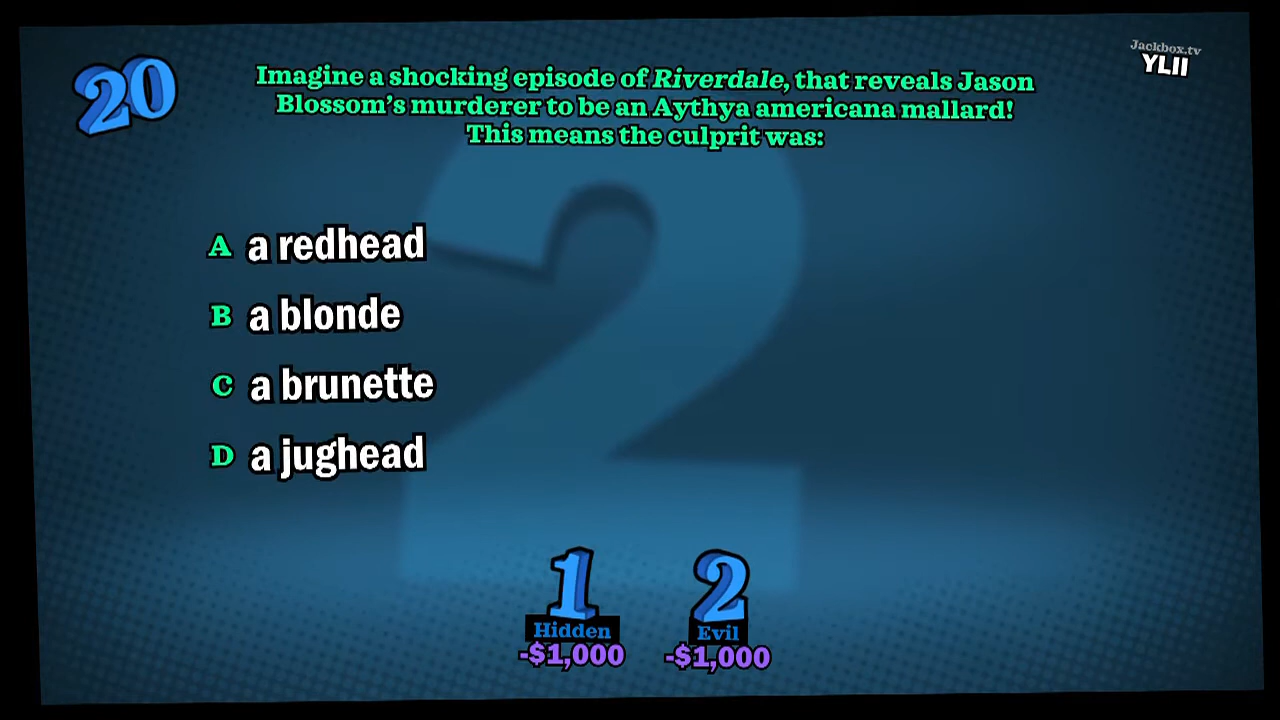 20
Imagine a shocking episode of Riverdale, that reveals Jason
Blossom's murderer to be an Aythya americana mallard!
This means the culprit was:
Jackbox.tv
YLII
2
A a redhead
B a blonde
C a brunette
D a jughead
1 2
Hidden Evil
-$1,000 -$1,000